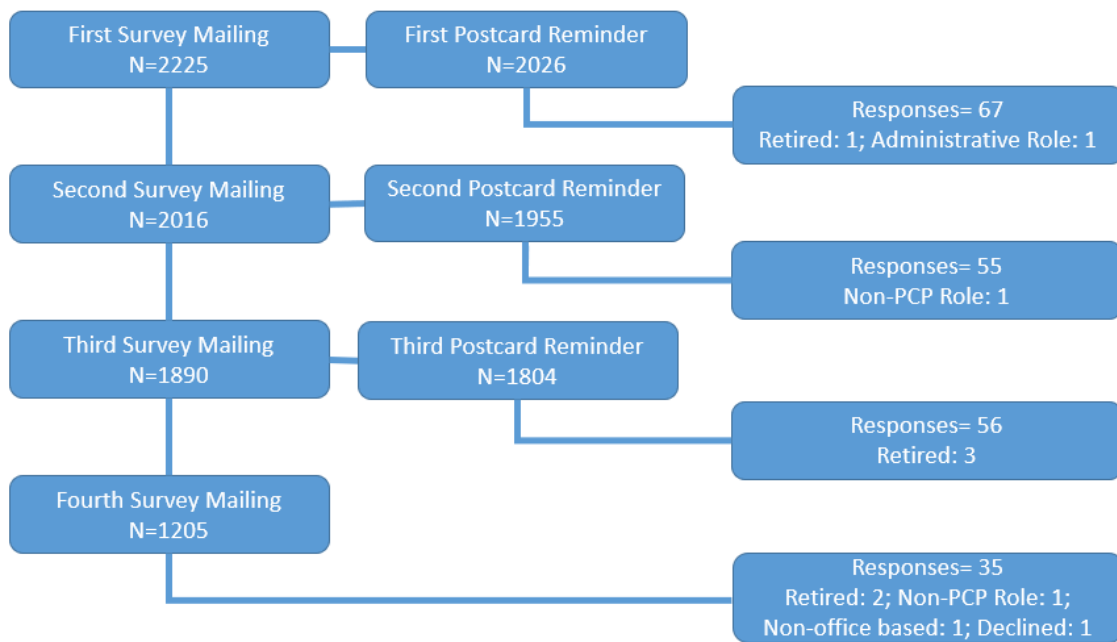 First Survey Mailing
N=2225
First Postcard Reminder
N=2026
Responses= 67
Retired: 1; Administrative Role: 1
Second Survey Mailing
N=2016
Second Postcard Reminder
N=1955
Responses= 55
Non-PCP Role: 1
Third Survey Mailing
N=1890
Third Postcard Reminder
N=1804
Responses= 56
Retired: 3
Fourth Survey Mailing
N=1205
Responses= 35
Retired: 2; Non-PCP Role: 1;
Non-office based: 1; Declined: 1